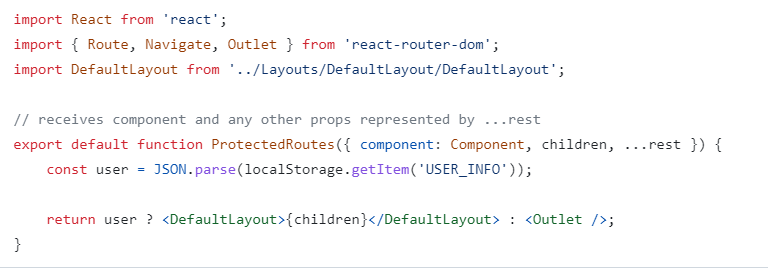 import React from 'react';
import { Route, Navigate, Outlet } from 'react-router-dom';
import DefaultLayout from '../Layouts/DefaultLayout/DefaultLayout';

// receives component and any other props represented by ...rest
export default function ProtectedRoutes({ component: Component, children, ...rest }) {
    const user = JSON.parse(localStorage.getItem('USER_INFO'));

    return user ? <DefaultLayout>{children}</DefaultLayout> : <Outlet />;
}